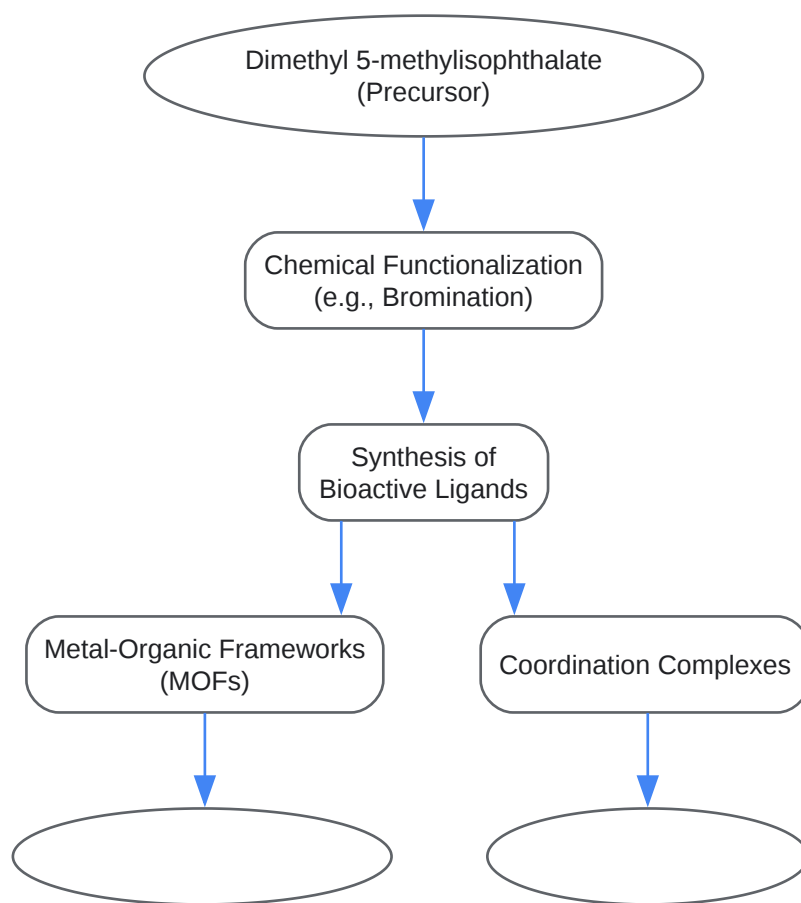 Dimethyl 5-methylisophthalate
(Precursor)
Chemical Functionalization
(e.g., Bromination)
Synthesis of
Bioactive Ligands
Metal-Organic Frameworks
(MOFs)
Coordination Complexes